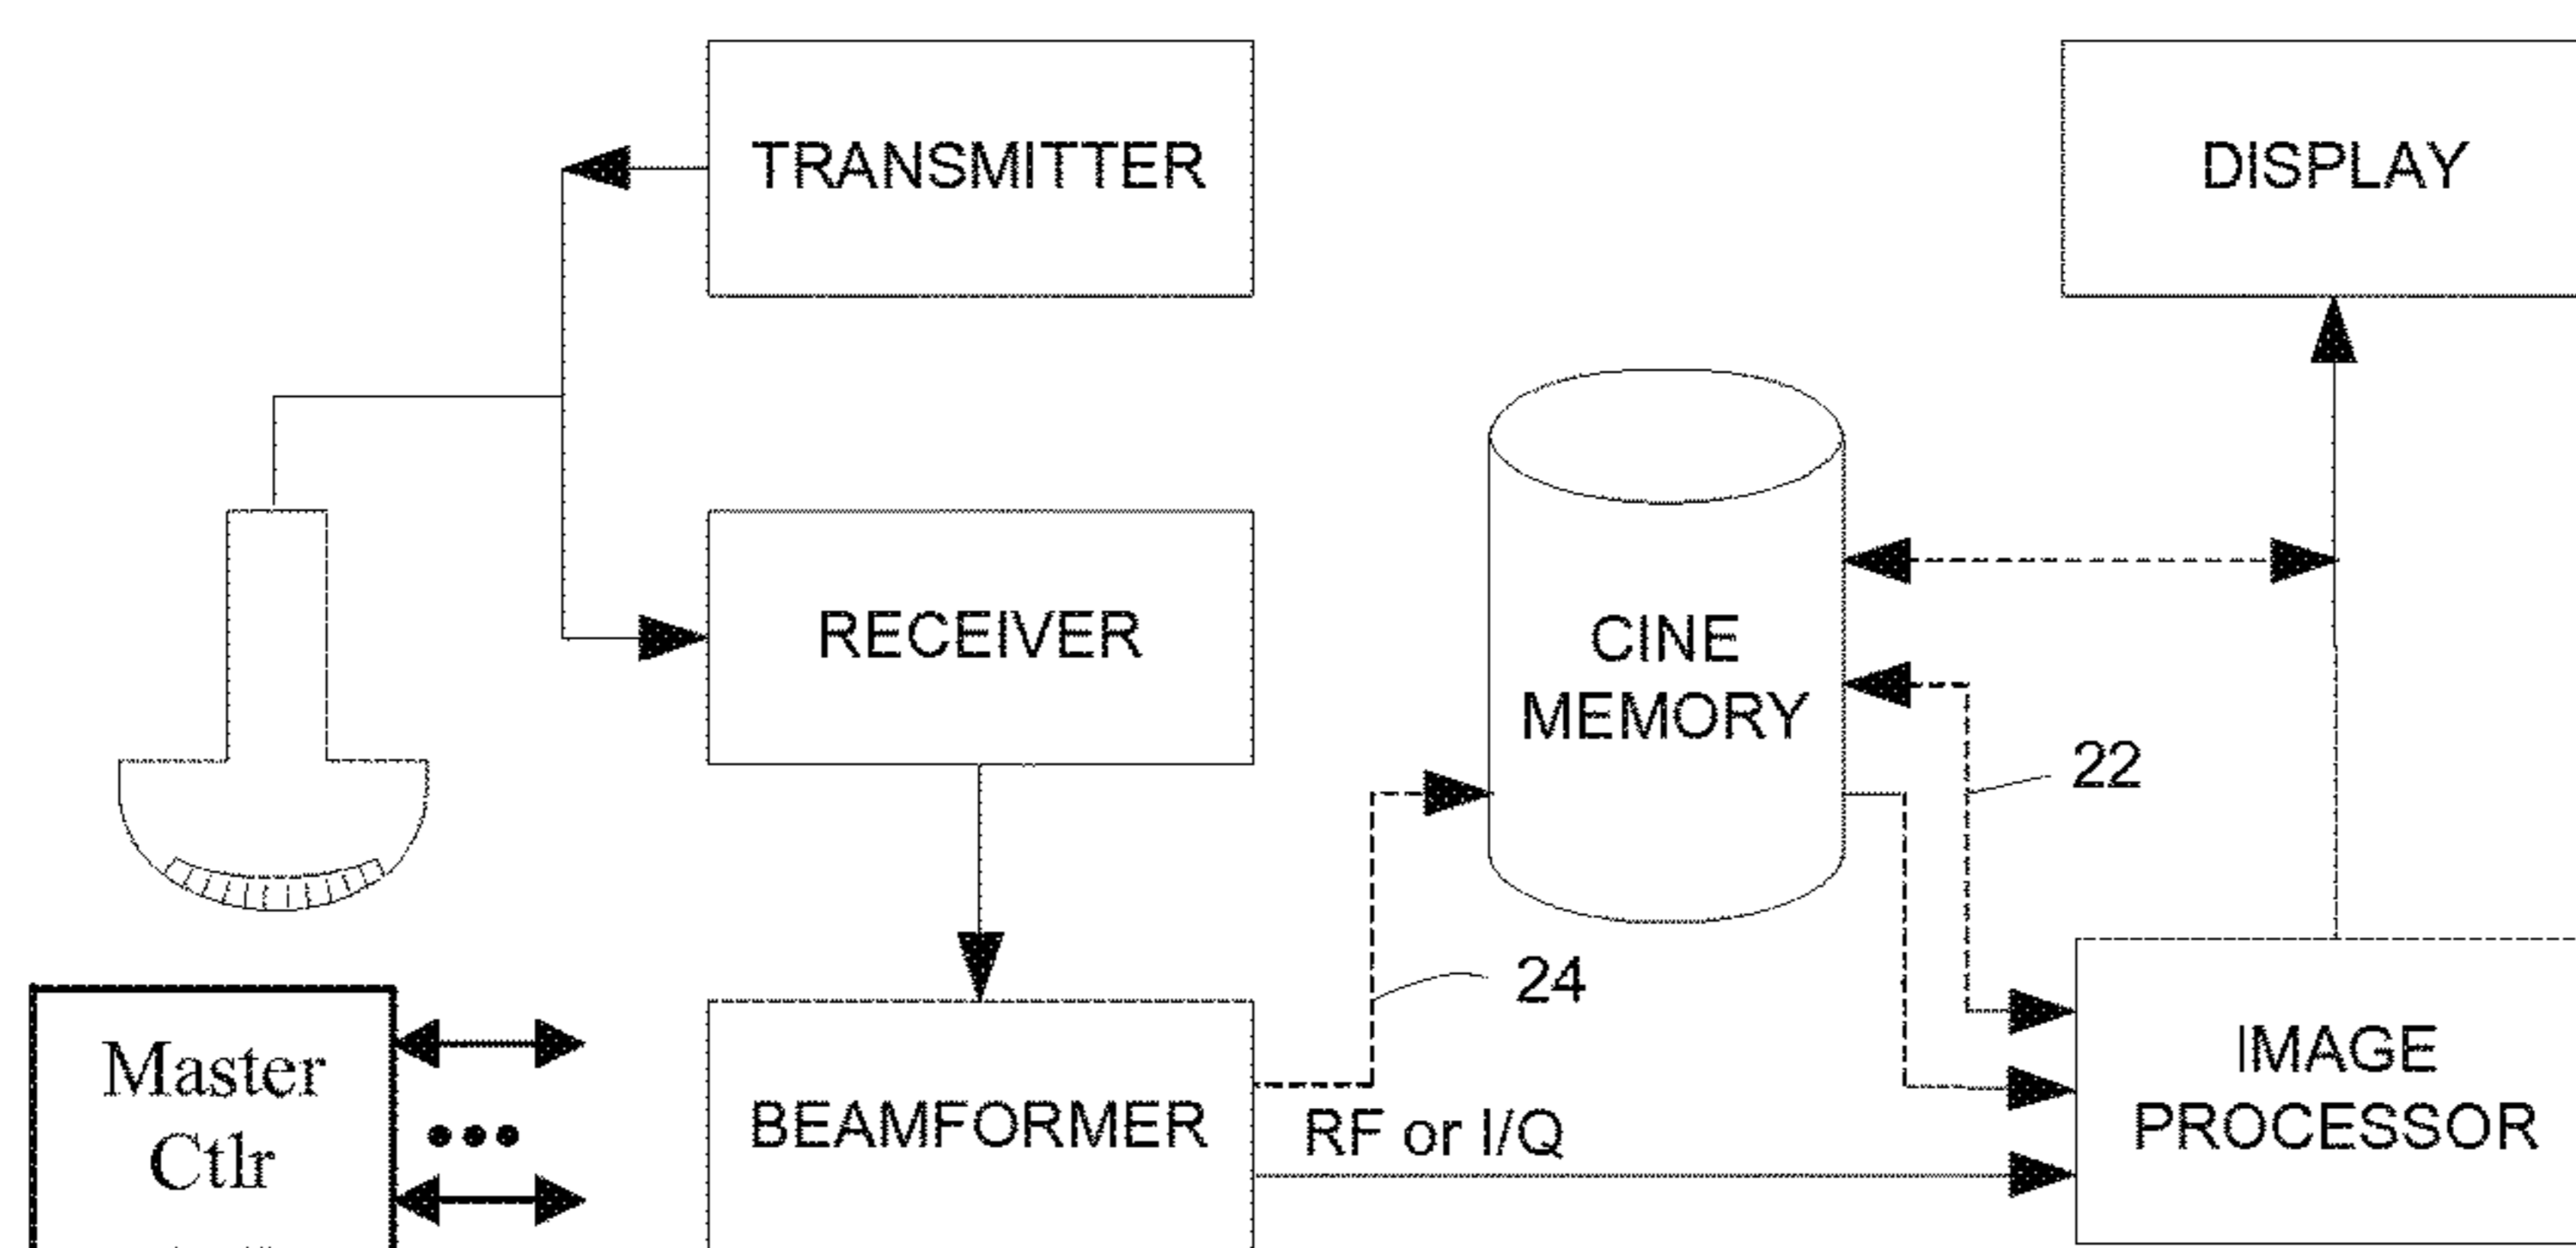 TRANSMITTER
DISPLAY
RECEIVER
CINE
MEMORY
22
24
Master
Ctlr
BEAMFORMER
RF or I/Q
IMAGE
PROCESSOR